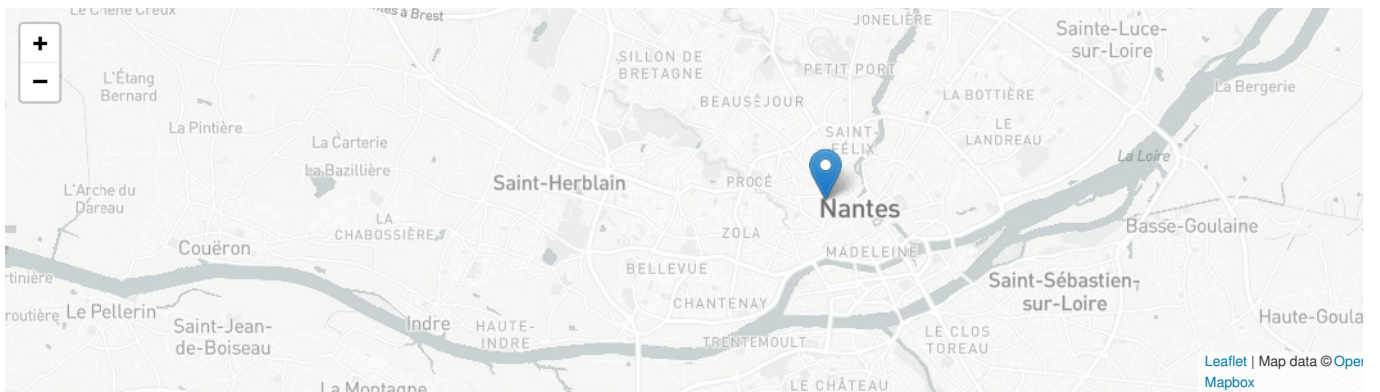 Le Chêne Creux
es à Brest
JONELIÈRE
Sainte-Luce-
sur-Loire
+
−
SILLON DE
BRETAGNE
PETIT PORT
L'Étang
Bernard
La Bergerie
BEAUSÉJOUR
LA BOTTIÈRE
La Pintière
La Carterie
SAINT-
FÉLIX
LE
LANDREAU
La Loire
La Bazillière
Saint-Herblain
PROCÉ
L'Arche du
Dareau
Nantes
LA
CHABOSSIÈRE
ZOLA
Basse-Goulaine
Couëron
MADELEINE
BELLEVUE
tinière
Saint-Sébastien-
sur-Loire
CHANTENAY
routière
Le Pellerin
Saint-Jean-
de-Boiseau
Indre
HAUTE-
INDRE
Haute-Goula
TRENTEMOULT
LE CLOS
TOREAU
La Montagne
LE CHÂTEAU
Leaflet | Map data © Oper
Mapbox